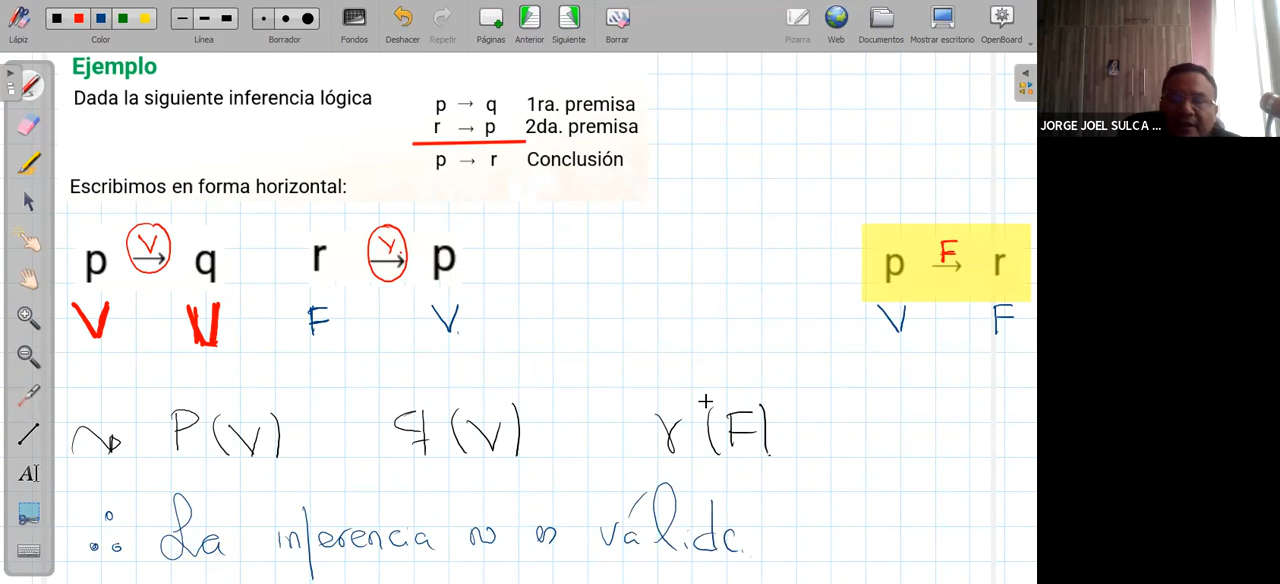 Lápiz Color Línea Borrador Fondos Deshacer Repetir Páginas Anterior Siguiente Borrar Pizarra Web Documentos Mostrar escritorio OpenBoard
Ejemplo
Dada la siguiente inferencia lógica
p → q 1ra. premisa
r → p 2da. premisa
p → r Conclusión
JORGE JOEL SULCA ...
Escribimos en forma horizontal:
V V F
p → q r → p p → r
V V F V V F
P (V) q (V) r (F)
∴ La inferencia no es válida.
AI